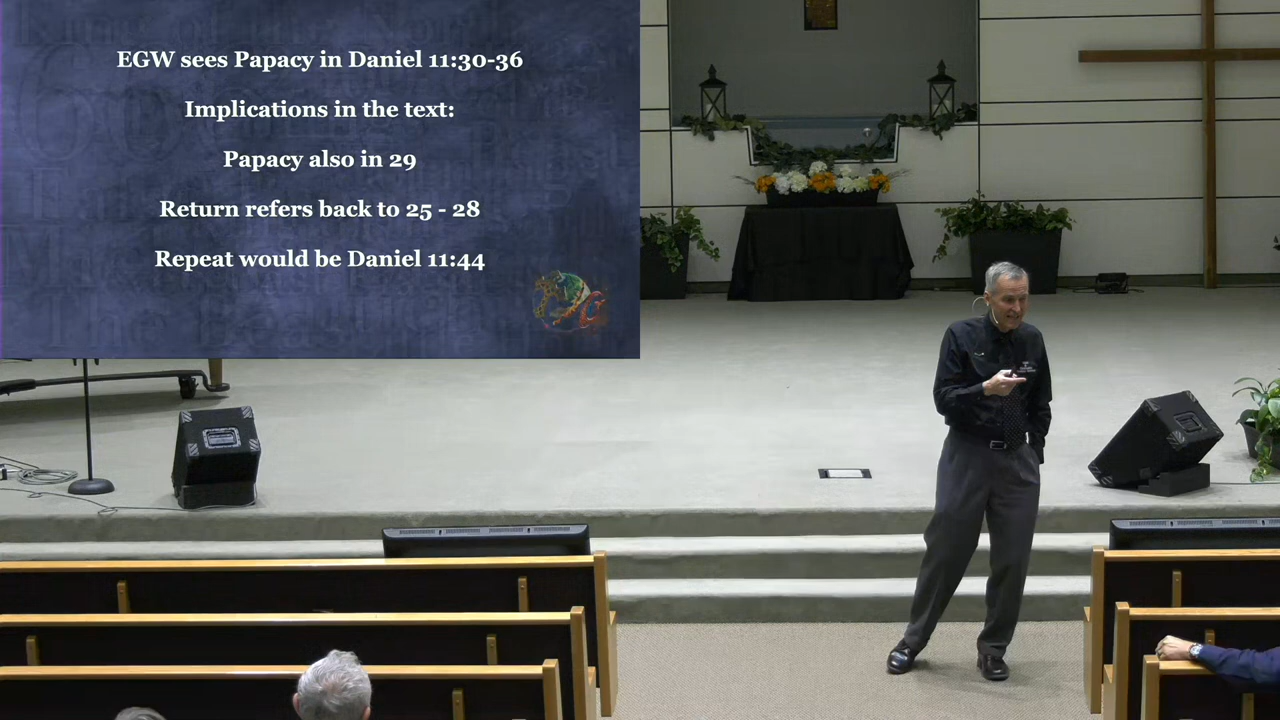 EGW sees Papacy in Daniel 11:30-36
Implications in the text:
Papacy also in 29
Return refers back to 25 - 28
Repeat would be Daniel 11:44